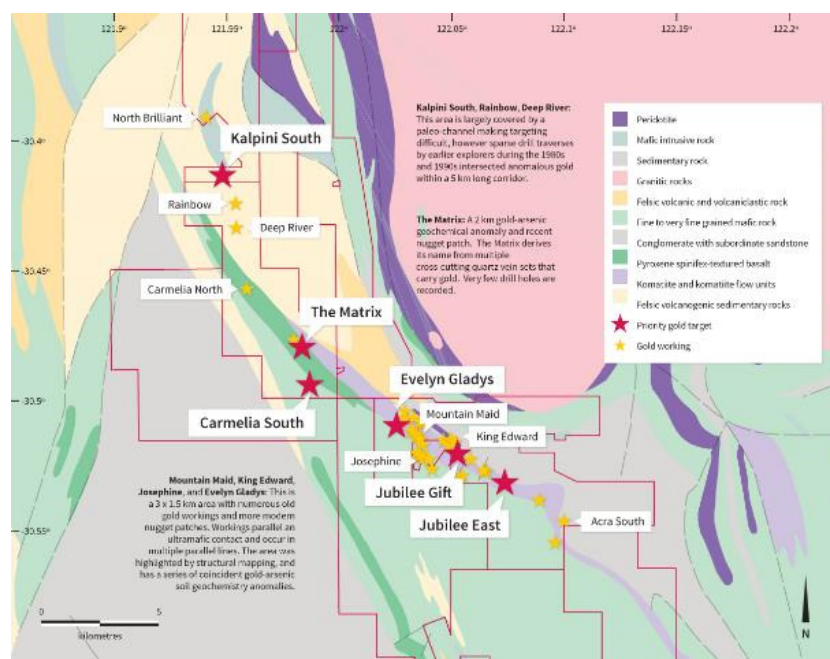 121.9°
121.95°
122°
122.05°
122.1°
122.15°
122.2°
-30.4°
-30.45°
-30.5°
-30.55°
North Brilliant
Kalpini South
Rainbow
Deep River
Carmelia North
The Matrix
Carmelia South
Evelyn Gladys
Mountain Maid
King Edward
Josephine
Jubilee Gift
Jubilee East
Acra South
Kalpini South, Rainbow, Deep River:
This area is largely covered by a
paleo-channel making targeting
difficult, however sparse drill traverses
by earlier explorers during the 1980s
and 1990s intersected anomalous gold
within a 5 km long corridor.
The Matrix: A 2 km gold-arsenic
geochemical anomaly and recent
nugget patch. The Matrix derives
its name from multiple
cross cutting quartz vein sets that
carry gold. Very few drill holes are
recorded.
Mountain Maid, King Edward,
Josephine, and Evelyn Gladys: This is
a 3 x 1.5 km area with numerous old
gold workings and more modern
nugget patches. Workings parallel an
ultramafic contact and occur in
multiple parallel lines. The area was
highlighted by structural mapping, and
has a series of coincident gold-arsenic
soil geochemistry anomalies.
Peridotite
Mafic intrusive rock
Sedimentary rock
Granitic rocks
Felsic volcanic and volcaniclastic rock
Fine to very fine grained mafic rock
Conglomerate with subordinate sandstone
Pyroxene spinifex-textured basalt
Komatiite and komatiite flow units
Felsic volcanogenic sedimentary rocks
Priority gold target
Gold working
0 5
kilometres
N